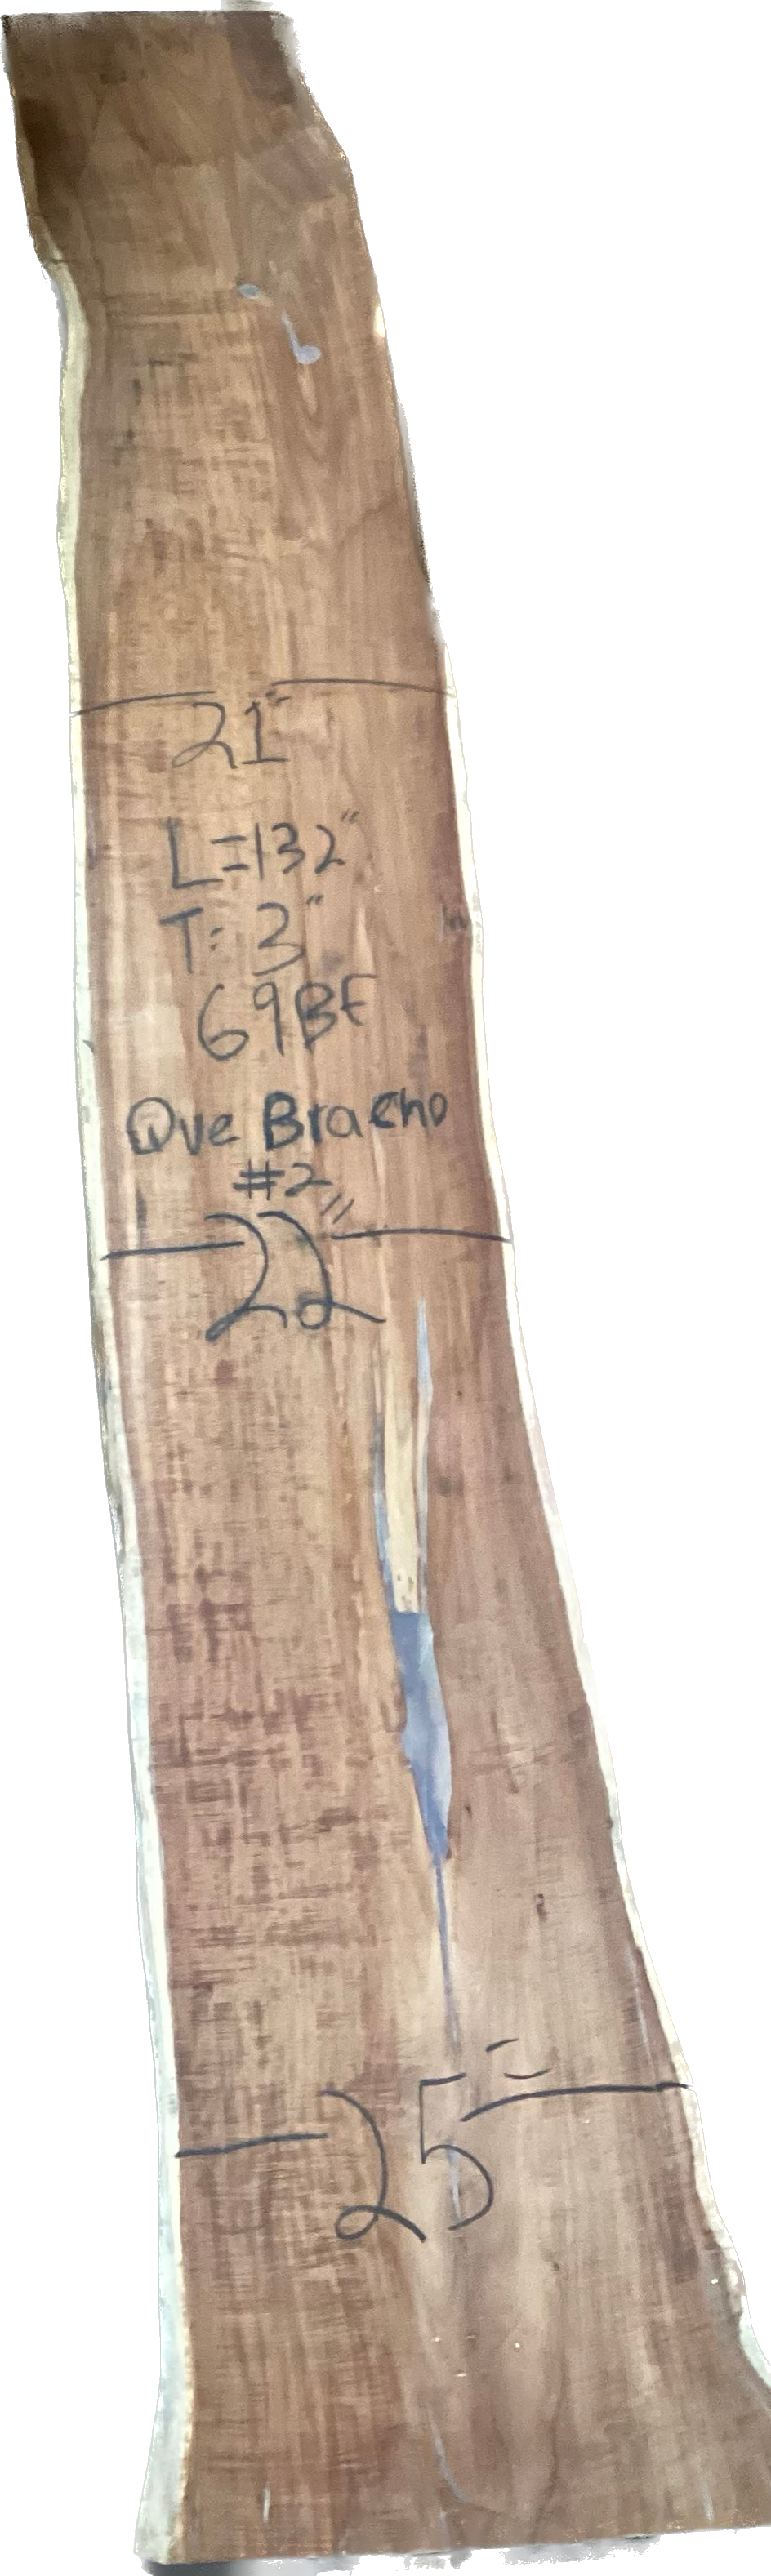 21"
L=132"
T: 3"
69BF
Que Bracho
#2
22"
25"